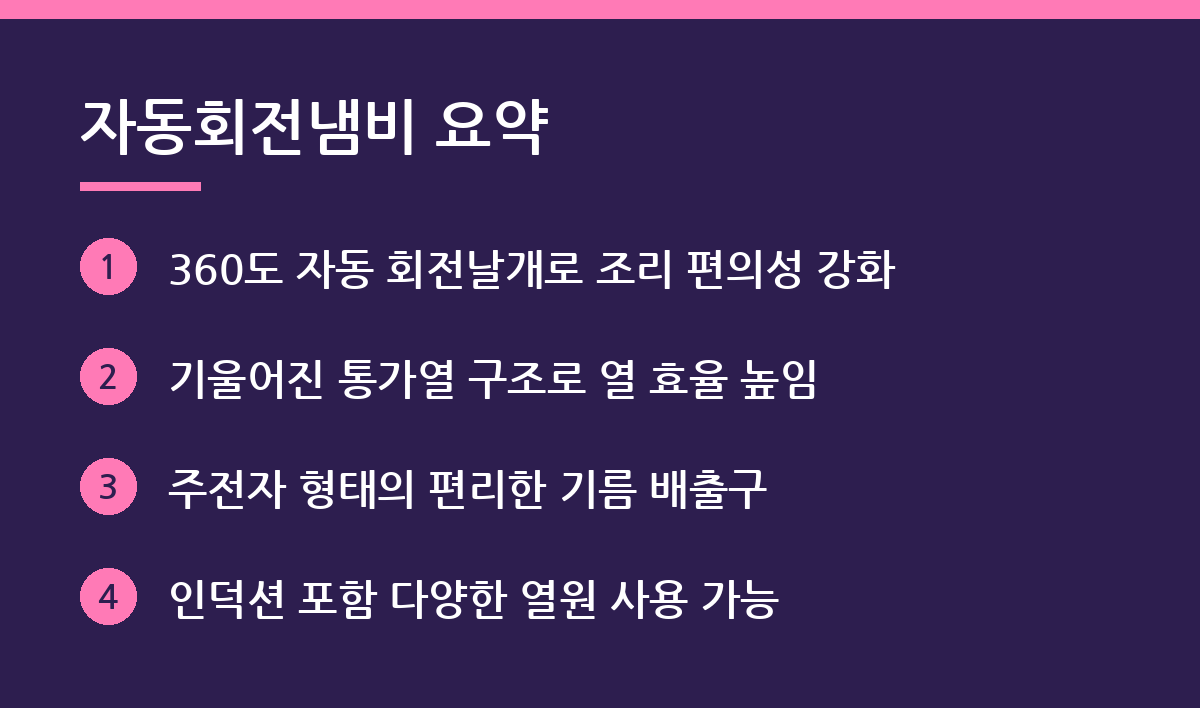 자동회전냄비 요약
1 360도 자동 회전날개로 조리 편의성 강화
2 기울어진 통가열 구조로 열 효율 높임
3 주전자 형태의 편리한 기름 배출구
4 인덕션 포함 다양한 열원 사용 가능